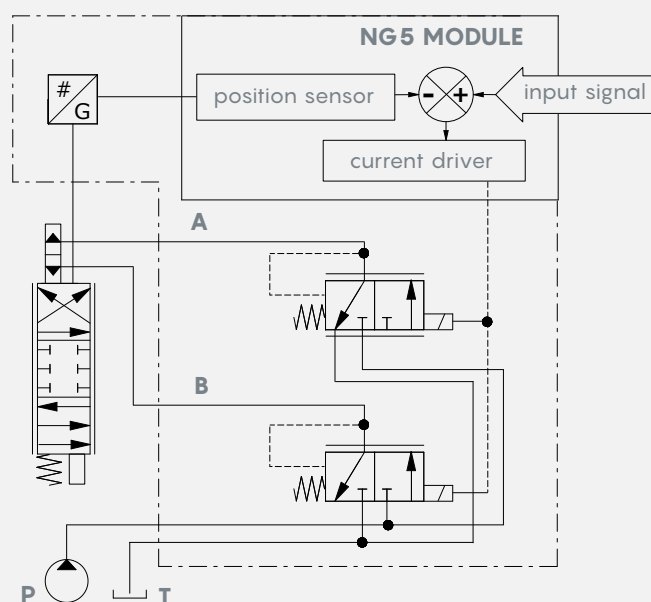 NG5 MODULE
#
G
position sensor
-
+
input signal
current driver
A
B
P
T